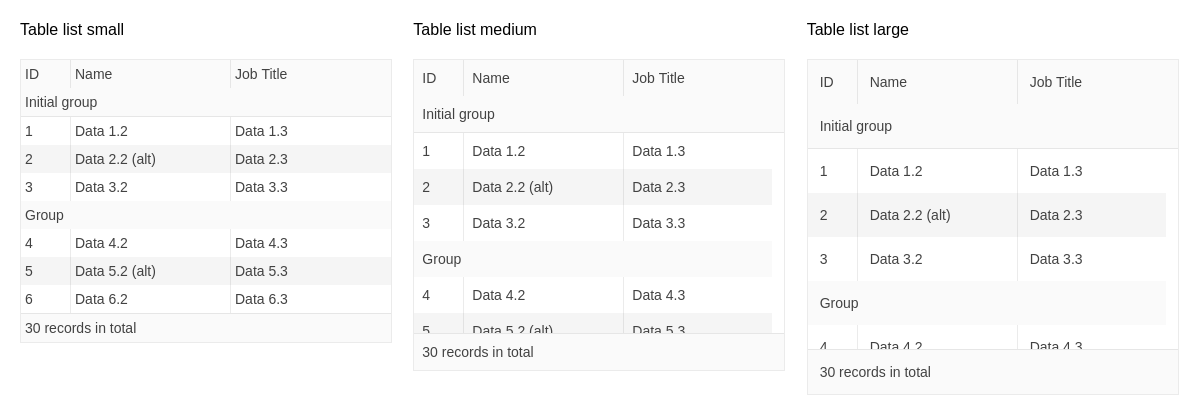 Table list small
ID Name Job Title
Initial group
1 Data 1.2 Data 1.3
2 Data 2.2 (alt) Data 2.3
3 Data 3.2 Data 3.3
Group
4 Data 4.2 Data 4.3
5 Data 5.2 (alt) Data 5.3
6 Data 6.2 Data 6.3
30 records in total
Table list medium
ID Name Job Title
Initial group
1 Data 1.2 Data 1.3
2 Data 2.2 (alt) Data 2.3
3 Data 3.2 Data 3.3
Group
4 Data 4.2 Data 4.3
5 Data 5.2 (alt) Data 5.3
30 records in total
Table list large
ID Name Job Title
Initial group
1 Data 1.2 Data 1.3
2 Data 2.2 (alt) Data 2.3
3 Data 3.2 Data 3.3
Group
4 Data 4.2 Data 4.3
30 records in total